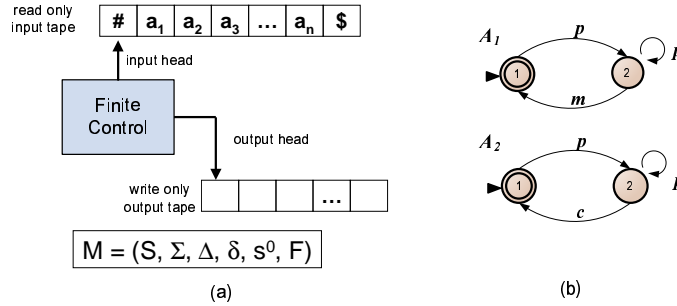 read only
input tape
# a1 a2 a3 ... an $
input head
Finite
Control
output head
write only
output tape
...
M = (S, Σ, Δ, δ, s⁰, F)
(a)
A1
p
1
2
m
A2
p
1
2
c
(b)